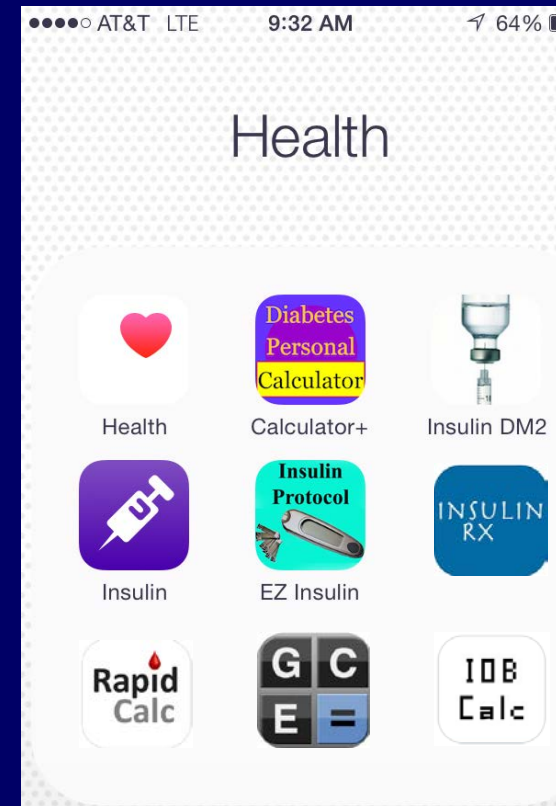 AT&T LTE 9:32 AM 64%
Health
Diabetes
Personal
Calculator
Health Calculator+ Insulin DM2
Insulin
Protocol
INSULIN
RX
Insulin EZ Insulin
Rapid
Calc
G C
E =
IOB
Calc